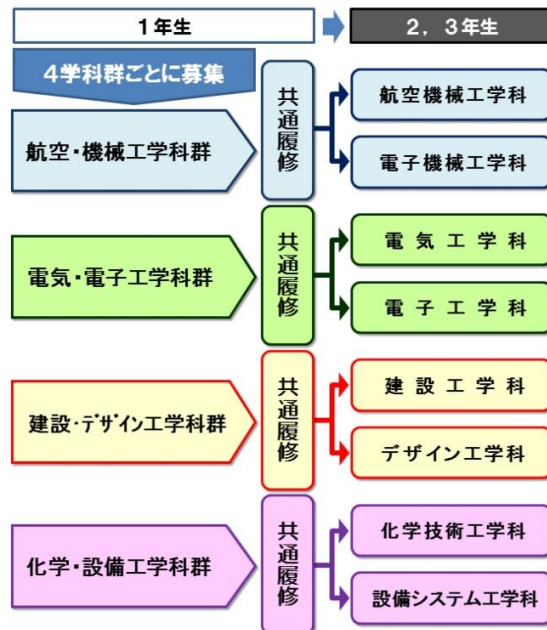 1年生
2,3年生
4学科群ごとに募集
航空・機械工学科群
共通履修
航空機械工学科
電子機械工学科
電気・電子工学科群
共通履修
電気工学科
電子工学科
建設・デザイン工学科群
共通履修
建設工学科
デザイン工学科
化学・設備工学科群
共通履修
化学技術工学科
設備システム工学科